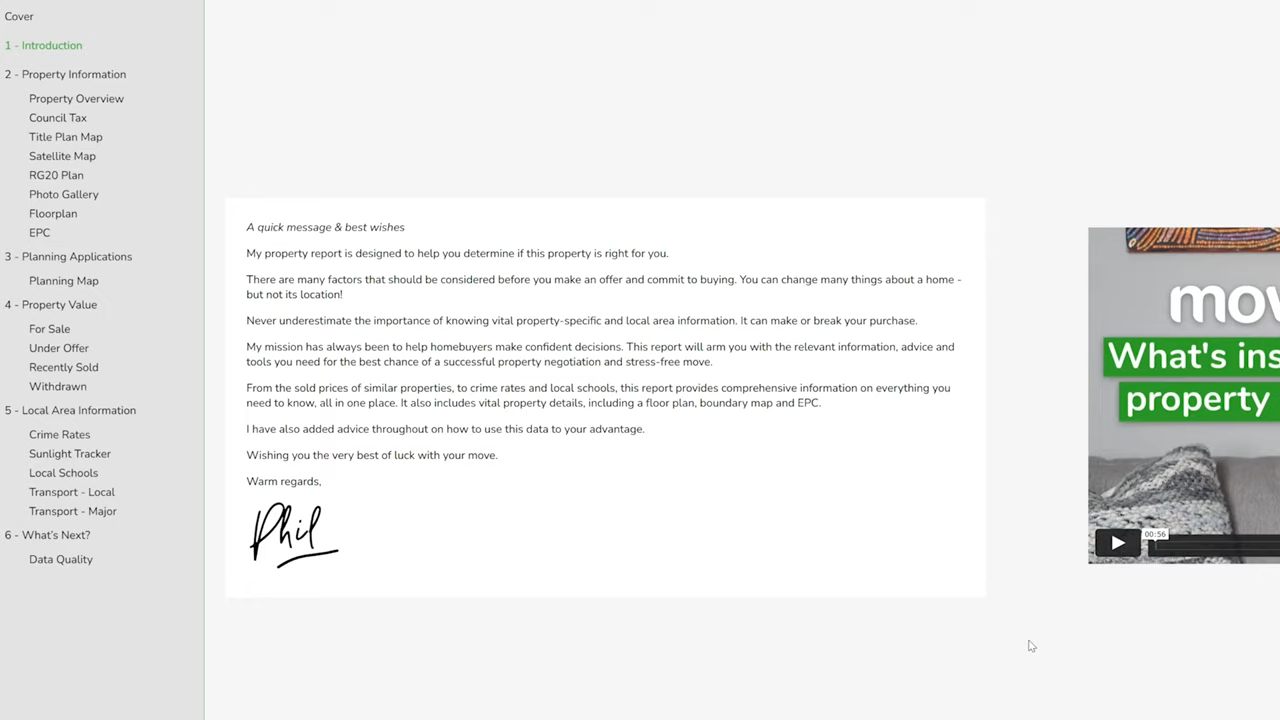 Cover
1 - Introduction
2 - Property Information
Property Overview
Council Tax
Title Plan Map
Satellite Map
RG20 Plan
Photo Gallery
Floorplan
EPC
3 - Planning Applications
Planning Map
4 - Property Value
For Sale
Under Offer
Recently Sold
Withdrawn
5 - Local Area Information
Crime Rates
Sunlight Tracker
Local Schools
Transport - Local
Transport - Major
6 - What's Next?
Data Quality
A quick message & best wishes
My property report is designed to help you determine if this property is right for you.
There are many factors that should be considered before you make an offer and commit to buying. You can change many things about a home -
but not its location!
Never underestimate the importance of knowing vital property-specific and local area information. It can make or break your purchase.
My mission has always been to help homebuyers make confident decisions. This report will arm you with the relevant information, advice and
tools you need for the best chance of a successful property negotiation and stress-free move.
From the sold prices of similar properties, to crime rates and local schools, this report provides comprehensive information on everything you
need to know, all in one place. It also includes vital property details, including a floor plan, boundary map and EPC.
I have also added advice throughout on how to use this data to your advantage.
Wishing you the very best of luck with your move.
Warm regards,
Phil
mov
What's ins
property
00:56